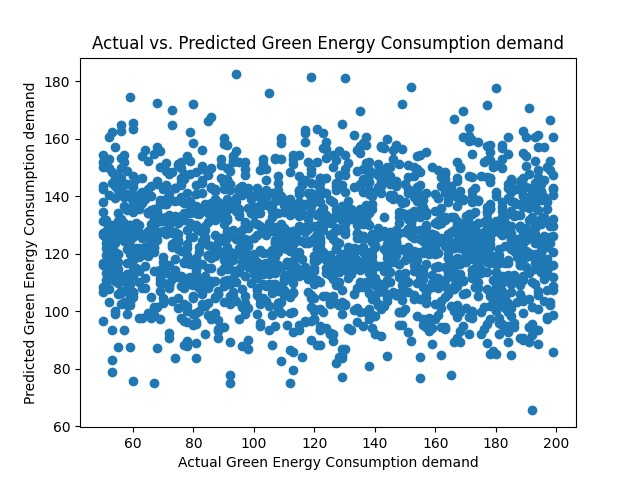 Actual vs. Predicted Green Energy Consumption demand
180
160
140
120
100
80
60
Predicted Green Energy Consumption demand
60 80 100 120 140 160 180 200
Actual Green Energy Consumption demand